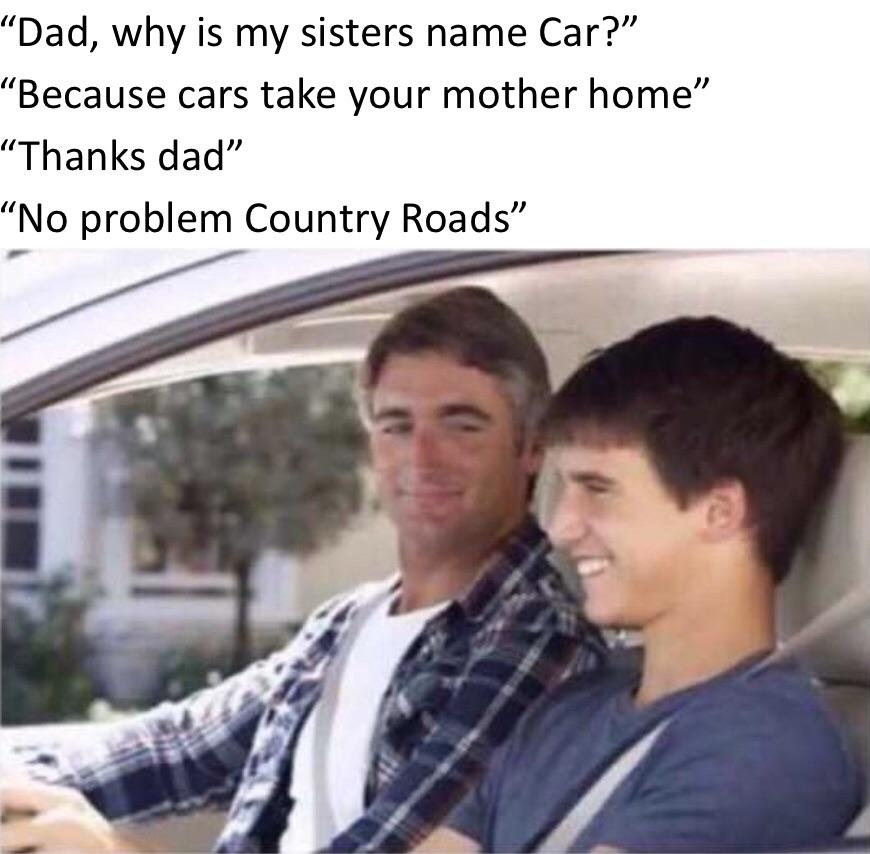 “Dad, why is my sisters name Car?”
“Because cars take your mother home”
“Thanks dad”
“No problem Country Roads”